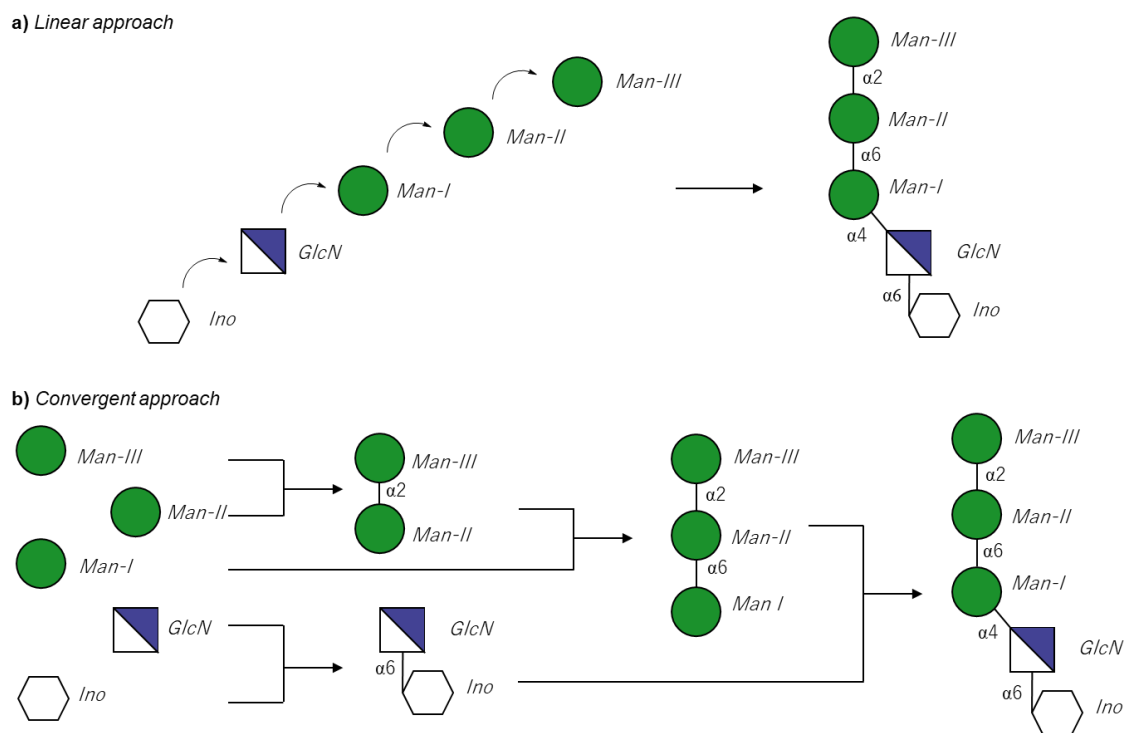 a) Linear approach
Man-III
Man-III
α2
Man-II
Man-II
α6
Man-I
Man-I
α4
GlcN
GlcN
α6
Ino
Ino
b) Convergent approach
Man-III
Man-III
Man-III
Man-III
α2
α2
α2
Man-II
Man-II
Man-II
Man-II
α6
α6
Man-I
Man I
Man-I
α4
GlcN
GlcN
GlcN
α6
α6
Ino
Ino
Ino